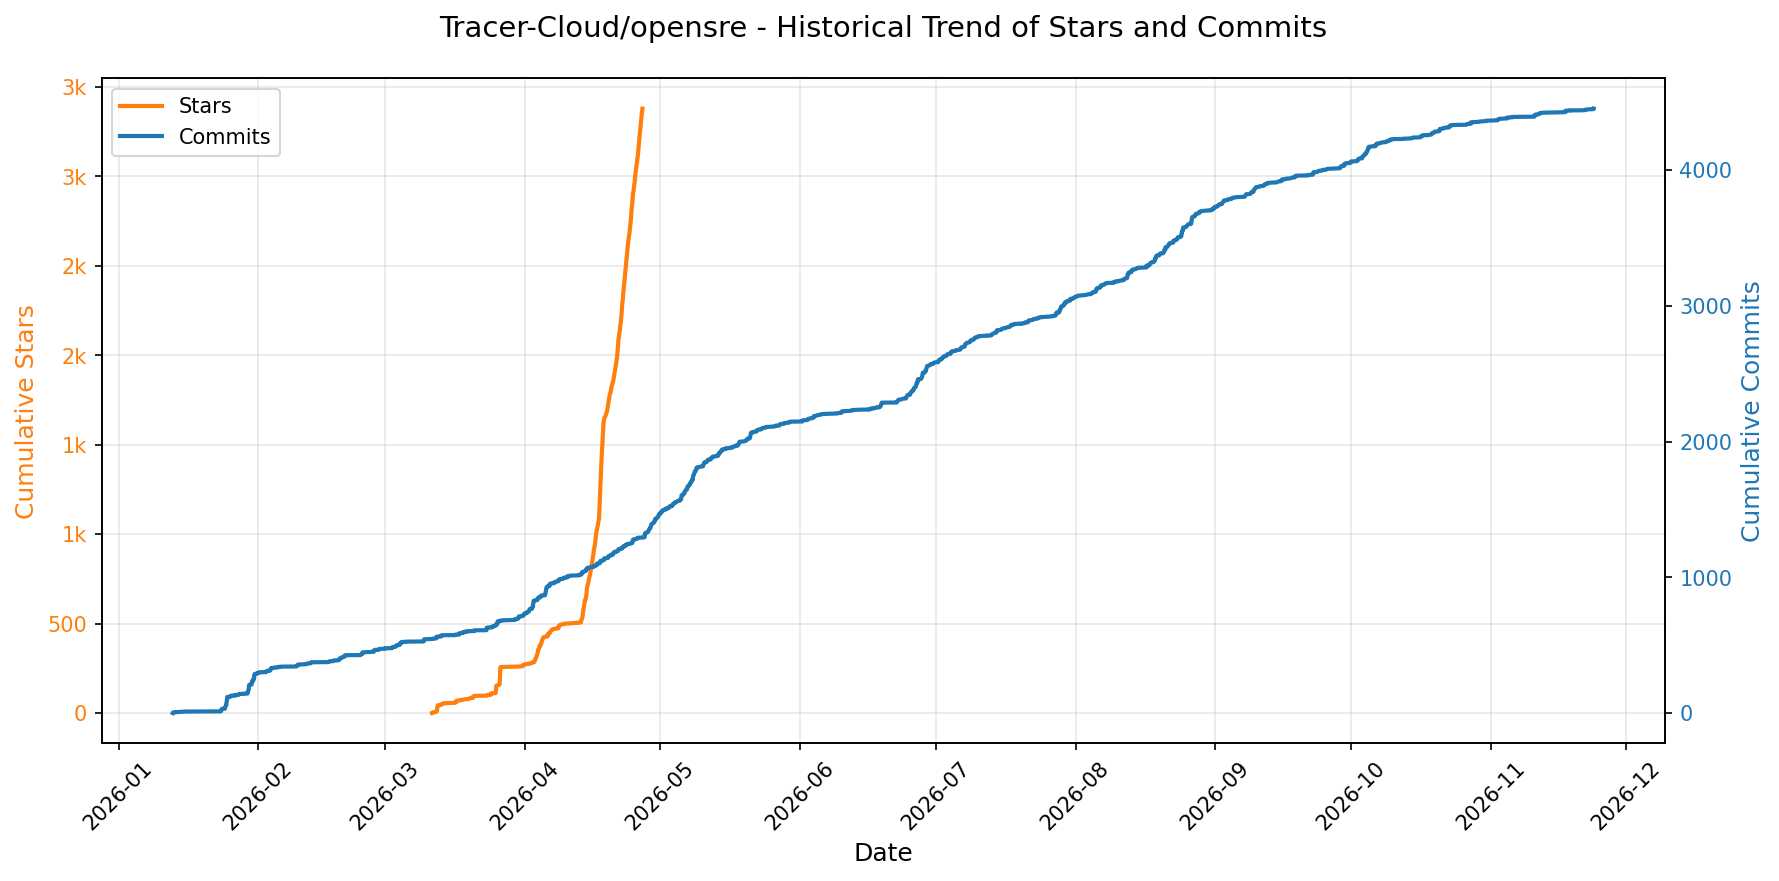 Tracer-Cloud/opensre - Historical Trend of Stars and Commits
Stars
Commits
3k
3k
2k
2k
1k
1k
500
0
Cumulative Stars
4000
3000
2000
1000
0
Cumulative Commits
2026-01
2026-02
2026-03
2026-04
2026-05
2026-06
2026-07
2026-08
2026-09
2026-10
2026-11
2026-12
Date